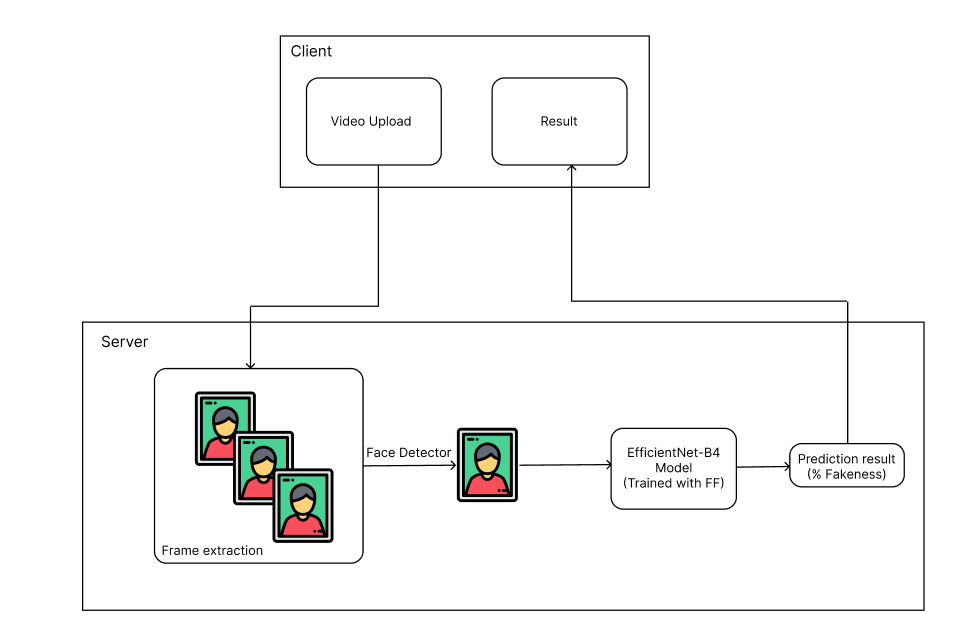 Client
Video Upload
Result
Server
Face Detector
EfficientNet-B4
Model
(Trained with FF)
Prediction result
(% Fakeness)
Frame extraction